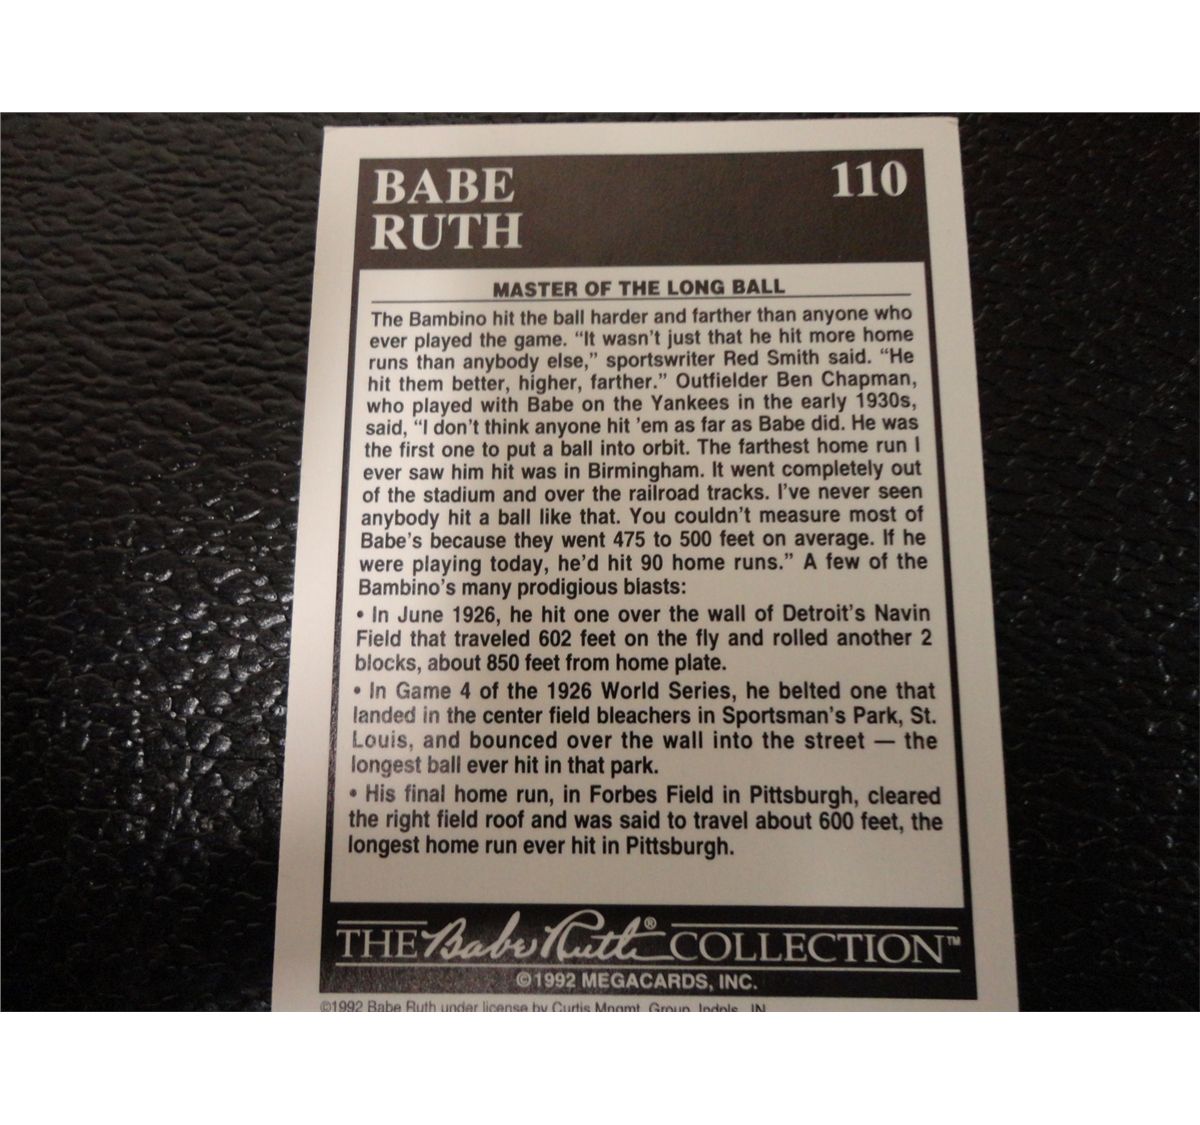 BABE
RUTH
110
MASTER OF THE LONG BALL
The Bambino hit the ball harder and farther than anyone who
ever played the game. “It wasn’t just that he hit more home
runs than anybody else,” sportswriter Red Smith said. “He
hit them better, higher, farther.” Outfielder Ben Chapman,
who played with Babe on the Yankees in the early 1930s,
said, “I don’t think anyone hit ’em as far as Babe did. He was
the first one to put a ball into orbit. The farthest home run I
ever saw him hit was in Birmingham. It went completely out
of the stadium and over the railroad tracks. I’ve never seen
anybody hit a ball like that. You couldn’t measure most of
Babe’s because they went 475 to 500 feet on average. If he
were playing today, he’d hit 90 home runs.” A few of the
Bambino’s many prodigious blasts:
• In June 1926, he hit one over the wall of Detroit’s Navin
Field that traveled 602 feet on the fly and rolled another 2
blocks, about 850 feet from home plate.
• In Game 4 of the 1926 World Series, he belted one that
landed in the center field bleachers in Sportsman’s Park, St.
Louis, and bounced over the wall into the street — the
longest ball ever hit in that park.
• His final home run, in Forbes Field in Pittsburgh, cleared
the right field roof and was said to travel about 600 feet, the
longest home run ever hit in Pittsburgh.
THE Babe Ruth® COLLECTION™
©1992 MEGACARDS, INC.
©1992 Babe Ruth under license by Curtis Mngmt. Group, Indpls., IN